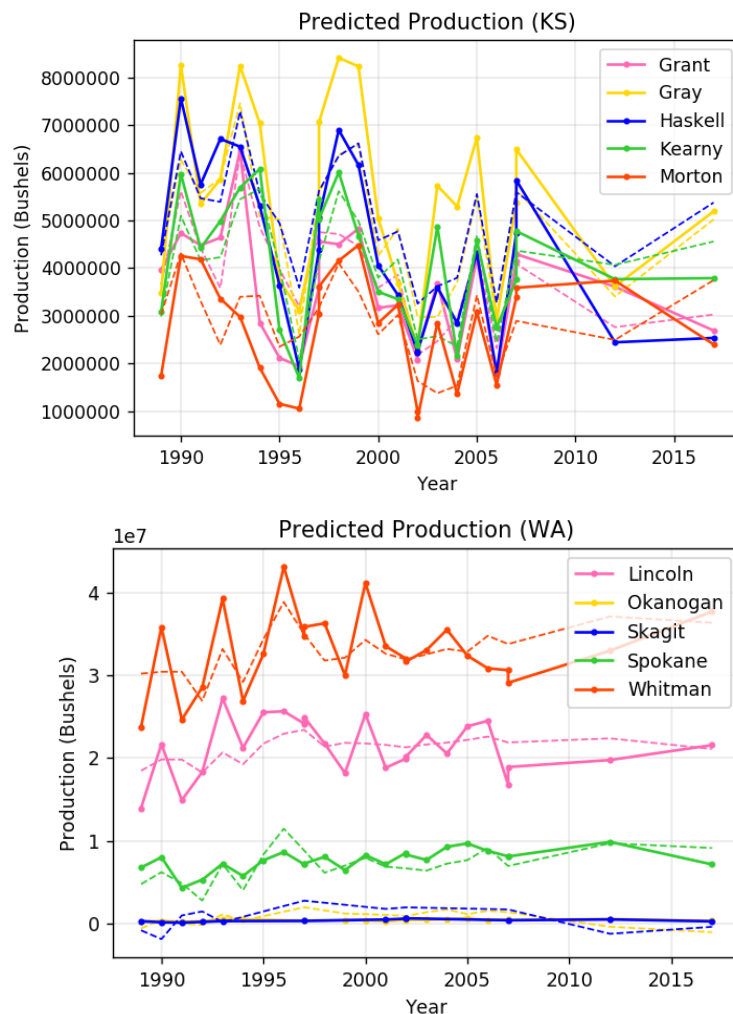 Predicted Production (KS)
Production (Bushels)
8000000
7000000
6000000
5000000
4000000
3000000
2000000
1000000
Grant
Gray
Haskell
Kearny
Morton
1990 1995 2000 2005 2010 2015
Year
Predicted Production (WA)
1e7
Production (Bushels)
4
3
2
1
0
Lincoln
Okanogan
Skagit
Spokane
Whitman
1990 1995 2000 2005 2010 2015
Year